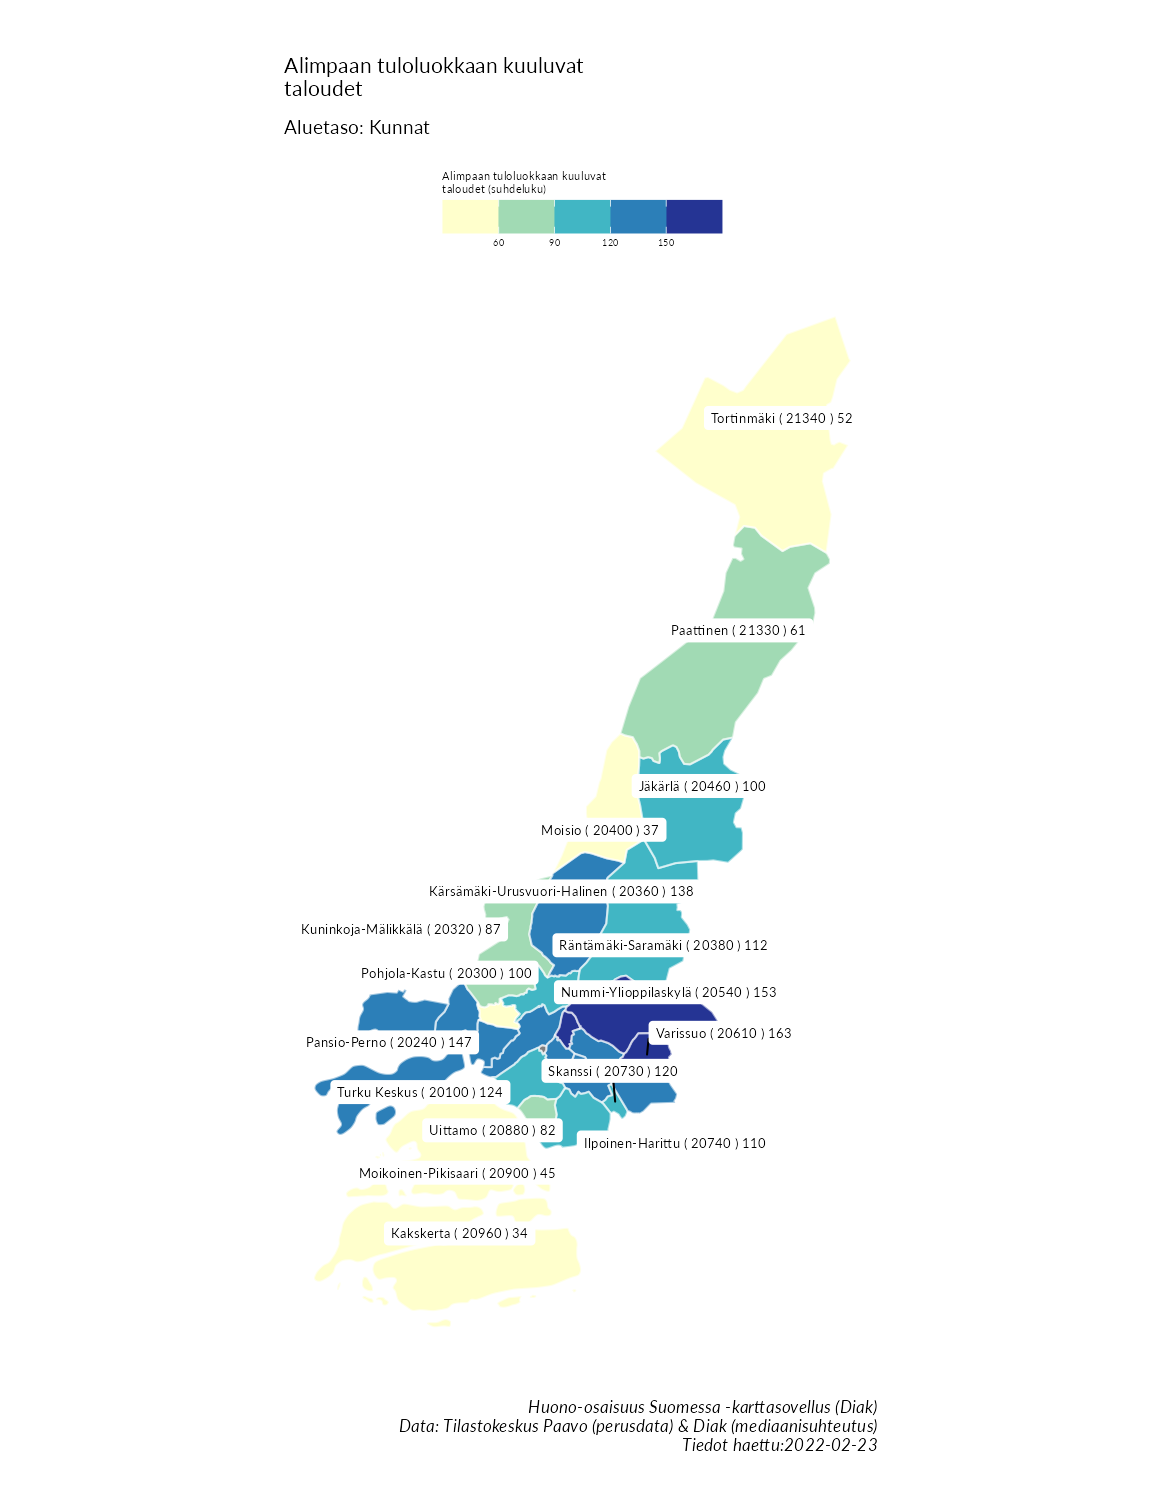 Alimpaan tuloluokkaan kuuluvat
taloudet
Aluetaso: Kunnat
Alimpaan tuloluokkaan kuuluvat
taloudet (suhdeluku)
60 90 120 150
Tortinmäki ( 21340 ) 52
Paattinen ( 21330 ) 61
Jäkärlä ( 20460 ) 100
Moisio ( 20400 ) 37
Kärsämäki-Urusvuori-Halinen ( 20360 ) 138
Kuninkoja-Mälikkälä ( 20320 ) 87
Räntämäki-Saramäki ( 20380 ) 112
Pohjola-Kastu ( 20300 ) 100
Nummi-Ylioppilaskylä ( 20540 ) 153
Varissuo ( 20610 ) 163
Pansio-Perno ( 20240 ) 147
Skanssi ( 20730 ) 120
Turku Keskus ( 20100 ) 124
Uittamo ( 20880 ) 82
Ilpoinen-Harittu ( 20740 ) 110
Moikoinen-Pikisaari ( 20900 ) 45
Kakskerta ( 20960 ) 34
Huono-osaisuus Suomessa -karttasovellus (Diak)
Data: Tilastokeskus Paavo (perusdata) & Diak (mediaanisuhteutus)
Tiedot haettu:2022-02-23